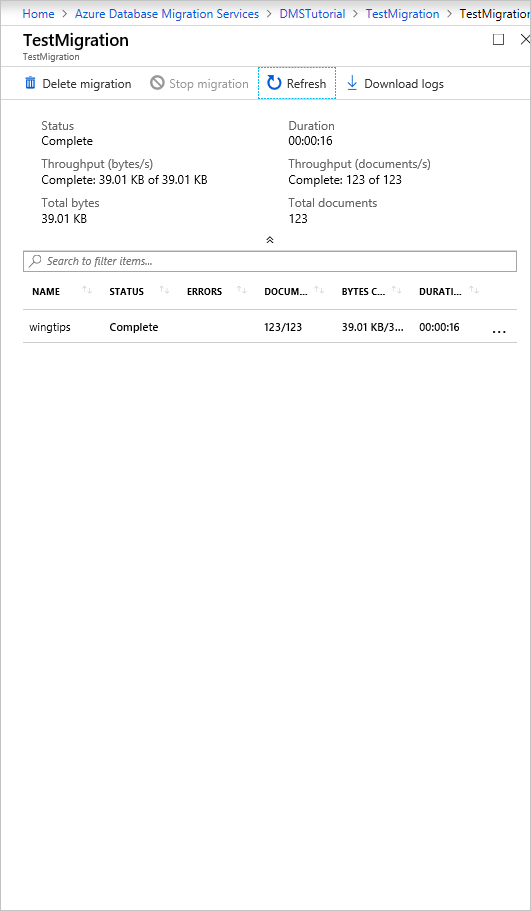 Home > Azure Database Migration Services > DMSTutorial > TestMigration > TestMigration
TestMigration
TestMigration
Delete migration Stop migration Refresh Download logs
Status Duration
Complete 00:00:16
Throughput (bytes/s) Throughput (documents/s)
Complete: 39.01 KB of 39.01 KB Complete: 123 of 123
Total bytes Total documents
39.01 KB 123
Search to filter items...
NAME STATUS ERRORS DOCUM... BYTES C... DURATI...
wingtips Complete 123/123 39.01 KB/3... 00:00:16 ...